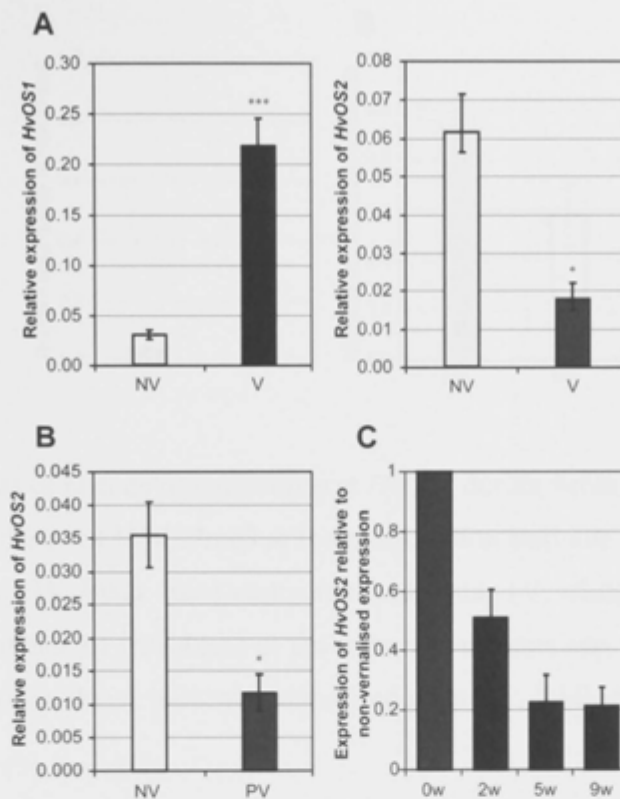 A
Relative expression of HvOS1
0.30
0.25
0.20
0.15
0.10
0.05
0.00
***
NV V
Relative expression of HvOS2
0.08
0.07
0.06
0.05
0.04
0.03
0.02
0.01
0.00
*
NV V
B
Relative expression of HvOS2
0.045
0.040
0.035
0.030
0.025
0.020
0.015
0.010
0.005
0.000
*
NV PV
C
Expression of HvOS2 relative to
non-vernalised expression
1
0.8
0.6
0.4
0.2
0
0w 2w 5w 9w